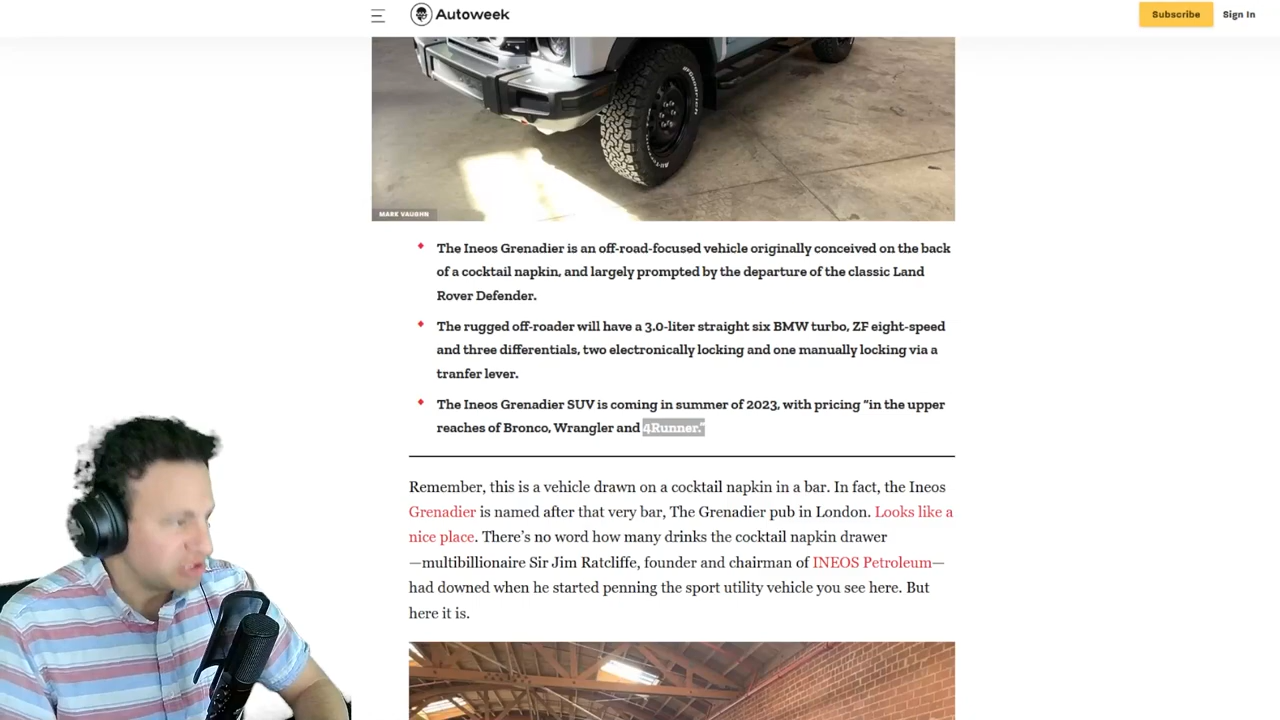 Autoweek
Subscribe
Sign In
MARK VAUGHN
The Ineos Grenadier is an off-road-focused vehicle originally conceived on the back
of a cocktail napkin, and largely prompted by the departure of the classic Land
Rover Defender.
The rugged off-roader will have a 3.0-liter straight six BMW turbo, ZF eight-speed
and three differentials, two electronically locking and one manually locking via a
tranfer lever.
The Ineos Grenadier SUV is coming in summer of 2023, with pricing “in the upper
reaches of Bronco, Wrangler and 4Runner.”
Remember, this is a vehicle drawn on a cocktail napkin in a bar. In fact, the Ineos
Grenadier is named after that very bar, The Grenadier pub in London. Looks like a
nice place. There’s no word how many drinks the cocktail napkin drawer
—multibillionaire Sir Jim Ratcliffe, founder and chairman of INEOS Petroleum—
had downed when he started penning the sport utility vehicle you see here. But
here it is.